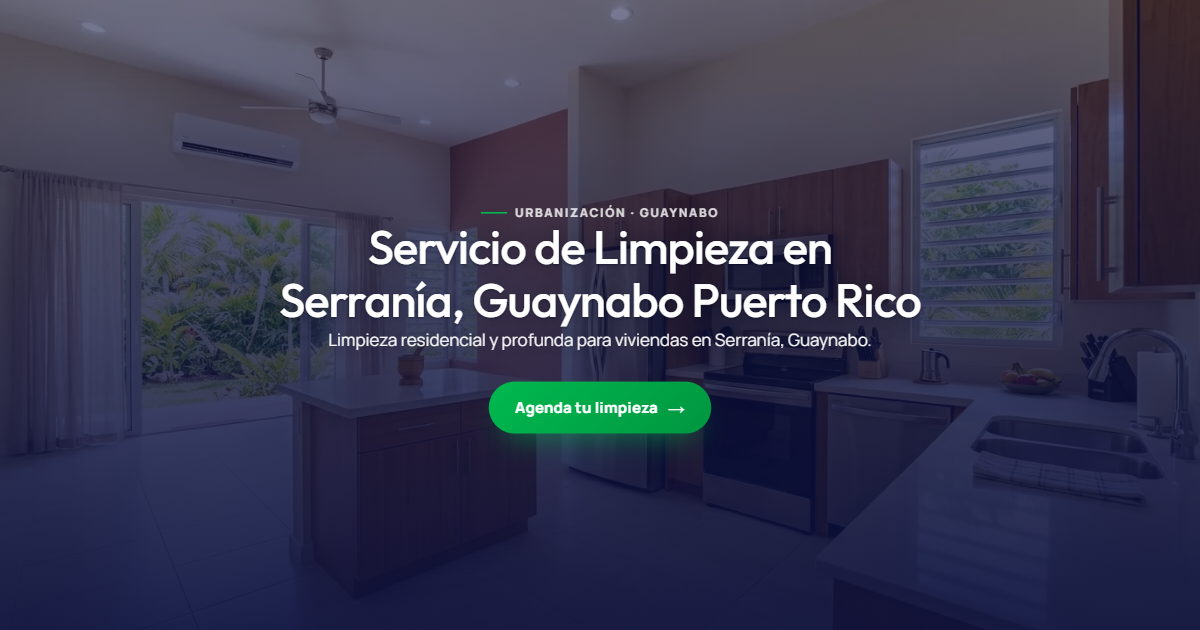 URBANIZACIÓN · GUAYNABO
Servicio de Limpieza en
Serranía, Guaynabo Puerto Rico
Limpieza residencial y profunda para viviendas en Serranía, Guaynabo.
Agenda tu limpieza →